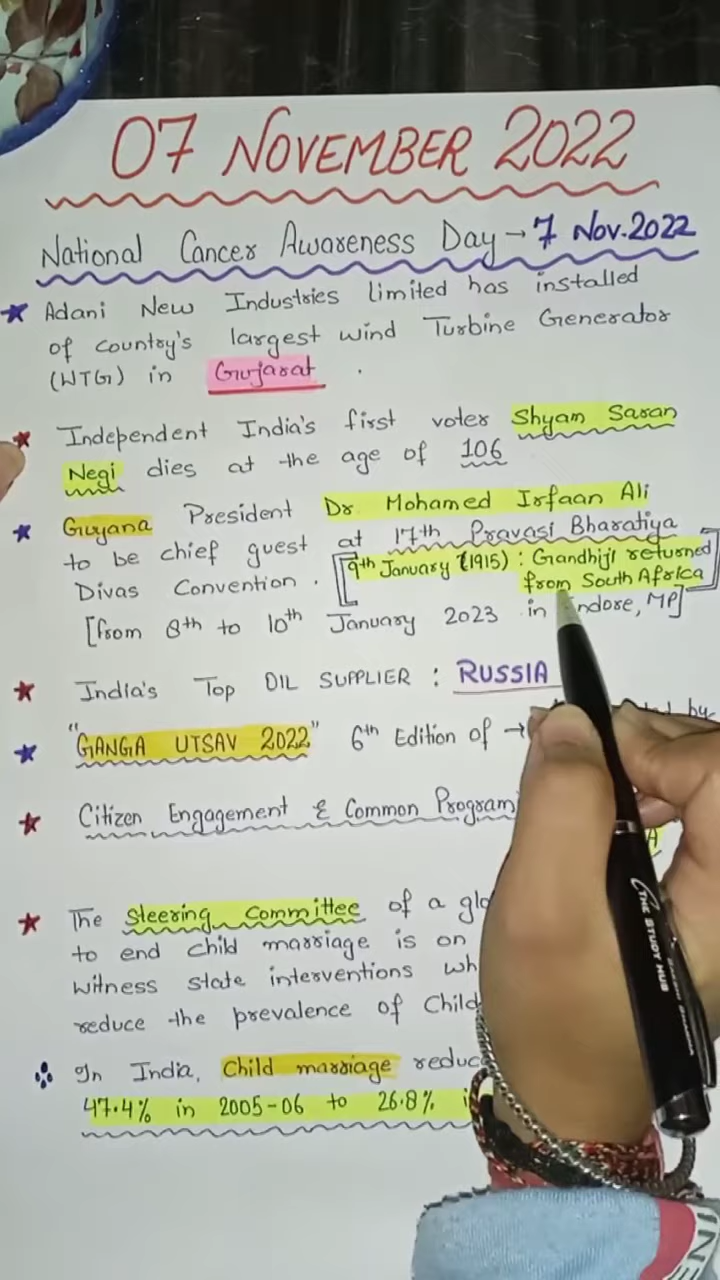 07 NOVEMBER 2022
National Cancer Awareness Day → 7 Nov.2022
Adani New Industries limited has installed
of country's largest wind Turbine Generator
(WTG) in Gujarat .
Independent India's first voter Shyam Saran
Negi dies at the age of 106
Guyana President Dr Mohamed Irfaan Ali
to be chief guest at 17th Pravasi Bharatiya
Divas Convention . [9th January (1915) : Gandhiji returned
from South Africa]
[from 8th to 10th January 2023 in Indore, MP]
India's Top OIL SUPPLIER : RUSSIA
"GANGA UTSAV 2022" 6th Edition of → by
Citizen Engagement & Common Program
A
The Steering Committee of a
to end child marriage is on
witness state interventions
reduce the prevalence of Child
In India, Child marriage
47.4% in 2005-06 to 26.8%
THE STUDY HUB